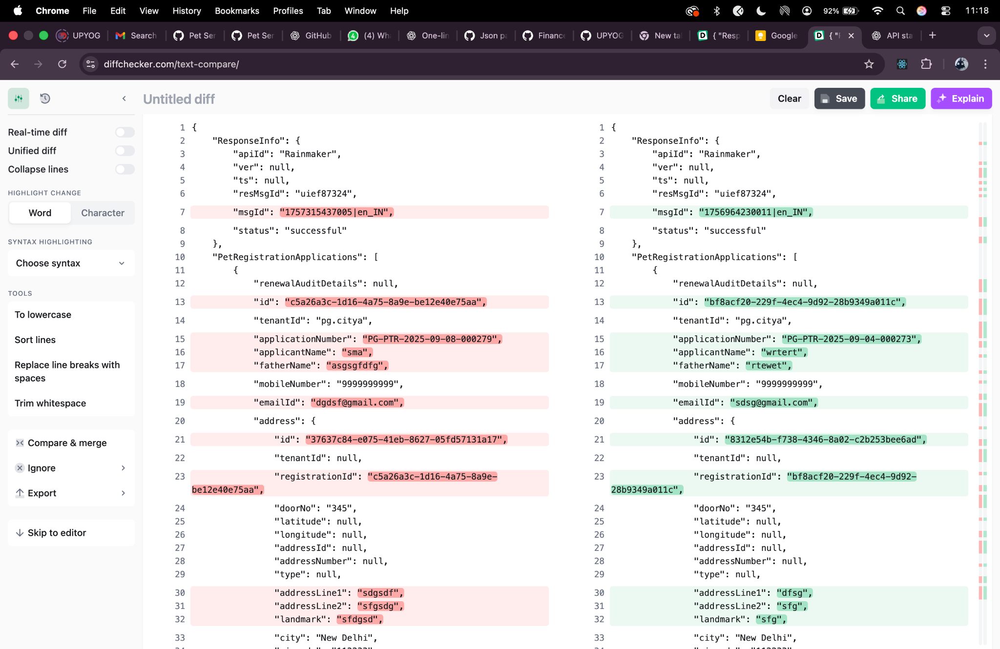 Chrome File Edit View History Bookmarks Profiles Tab Window Help 92% 11:18
UPYOG Search Pet Ser Pet Ser GitHub (4) Wha One-lin Json pa Finance UPYOG New tal { "Resp Google { "F API sta
diffchecker.com/text-compare/
Untitled diff
Clear Save Share Explain
Real-time diff
Unified diff
Collapse lines
HIGHLIGHT CHANGE
Word Character
SYNTAX HIGHLIGHTING
Choose syntax
TOOLS
To lowercase
Sort lines
Replace line breaks with
spaces
Trim whitespace
Compare & merge
Ignore
Export
Skip to editor
1 {
2 "ResponseInfo": {
3 "apiId": "Rainmaker",
4 "ver": null,
5 "ts": null,
6 "resMsgId": "uief87324",
7 "msgId": "1757315437005|en_IN",
8 "status": "successful"
9 },
10 "PetRegistrationApplications": [
11 {
12 "renewalAuditDetails": null,
13 "id": "c5a26a3c-1d16-4a75-8a9e-be12e40e75aa",
14 "tenantId": "pg.citya",
15 "applicationNumber": "PG-PTR-2025-09-08-000279",
16 "applicantName": "sma",
17 "fatherName": "asgsgfdfg",
18 "mobileNumber": "9999999999",
19 "emailId": "dgdsf@gmail.com",
20 "address": {
21 "id": "37637c84-e075-41eb-8627-05fd57131a17",
22 "tenantId": null,
23 "registrationId": "c5a26a3c-1d16-4a75-8a9e-
be12e40e75aa",
24 "doorNo": "345",
25 "latitude": null,
26 "longitude": null,
27 "addressId": null,
28 "addressNumber": null,
29 "type": null,
30 "addressLine1": "sdgsdf",
31 "addressLine2": "sfgsdg",
32 "landmark": "sfdgsd",
33 "city": "New Delhi",
1 {
2 "ResponseInfo": {
3 "apiId": "Rainmaker",
4 "ver": null,
5 "ts": null,
6 "resMsgId": "uief87324",
7 "msgId": "1756964230011|en_IN",
8 "status": "successful"
9 },
10 "PetRegistrationApplications": [
11 {
12 "renewalAuditDetails": null,
13 "id": "bf8acf20-229f-4ec4-9d92-28b9349a011c",
14 "tenantId": "pg.citya",
15 "applicationNumber": "PG-PTR-2025-09-04-000273",
16 "applicantName": "wrtert",
17 "fatherName": "rtewet",
18 "mobileNumber": "9999999999",
19 "emailId": "sdsg@gmail.com",
20 "address": {
21 "id": "8312e54b-f738-4346-8a02-c2b253bee6ad",
22 "tenantId": null,
23 "registrationId": "bf8acf20-229f-4ec4-9d92-
28b9349a011c",
24 "doorNo": "345",
25 "latitude": null,
26 "longitude": null,
27 "addressId": null,
28 "addressNumber": null,
29 "type": null,
30 "addressLine1": "dfsg",
31 "addressLine2": "sfg",
32 "landmark": "sfg",
33 "city": "New Delhi",